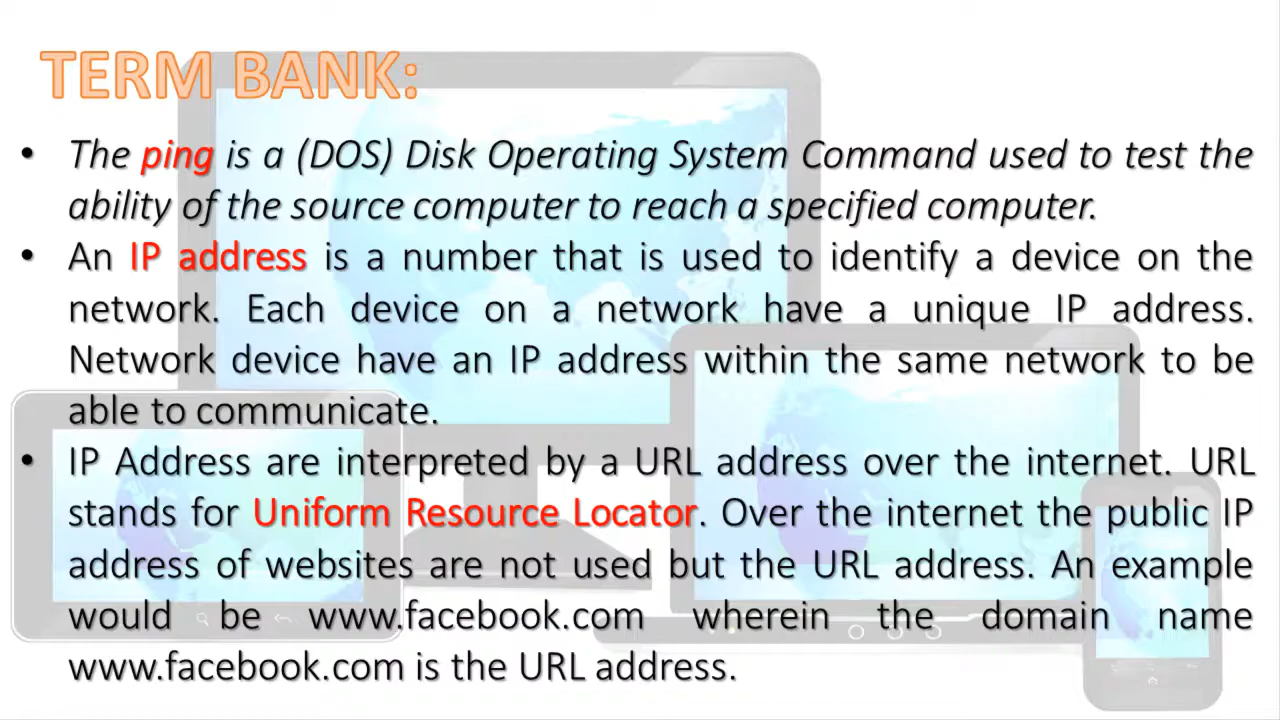 TERM BANK:
• The ping is a (DOS) Disk Operating System Command used to test the
ability of the source computer to reach a specified computer.
• An IP address is a number that is used to identify a device on the
network. Each device on a network have a unique IP address.
Network device have an IP address within the same network to be
able to communicate.
• IP Address are interpreted by a URL address over the internet. URL
stands for Uniform Resource Locator. Over the internet the public IP
address of websites are not used but the URL address. An example
would be www.facebook.com wherein the domain name
www.facebook.com is the URL address.